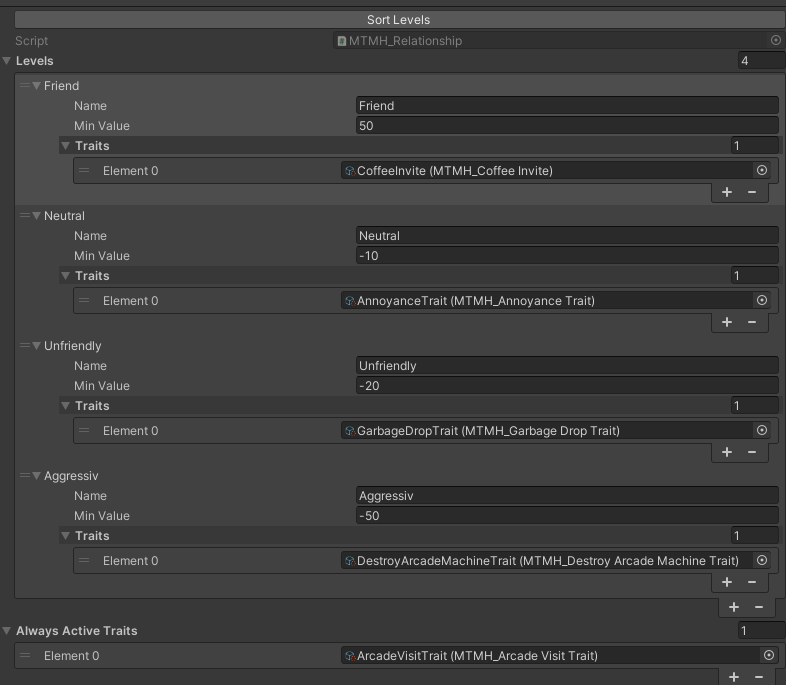 Sort Levels
Script MTMH_Relationship
Levels 4
Friend
Name Friend
Min Value 50
Traits 1
Element 0 CoffeeInvite (MTMH_Coffee Invite)
+ −
Neutral
Name Neutral
Min Value -10
Traits 1
Element 0 AnnoyanceTrait (MTMH_Annoyance Trait)
+ −
Unfriendly
Name Unfriendly
Min Value -20
Traits 1
Element 0 GarbageDropTrait (MTMH_Garbage Drop Trait)
+ −
Aggressiv
Name Aggressiv
Min Value -50
Traits 1
Element 0 DestroyArcadeMachineTrait (MTMH_Destroy Arcade Machine Trait)
+ −
+ −
Always Active Traits 1
Element 0 ArcadeVisitTrait (MTMH_Arcade Visit Trait)
+ −